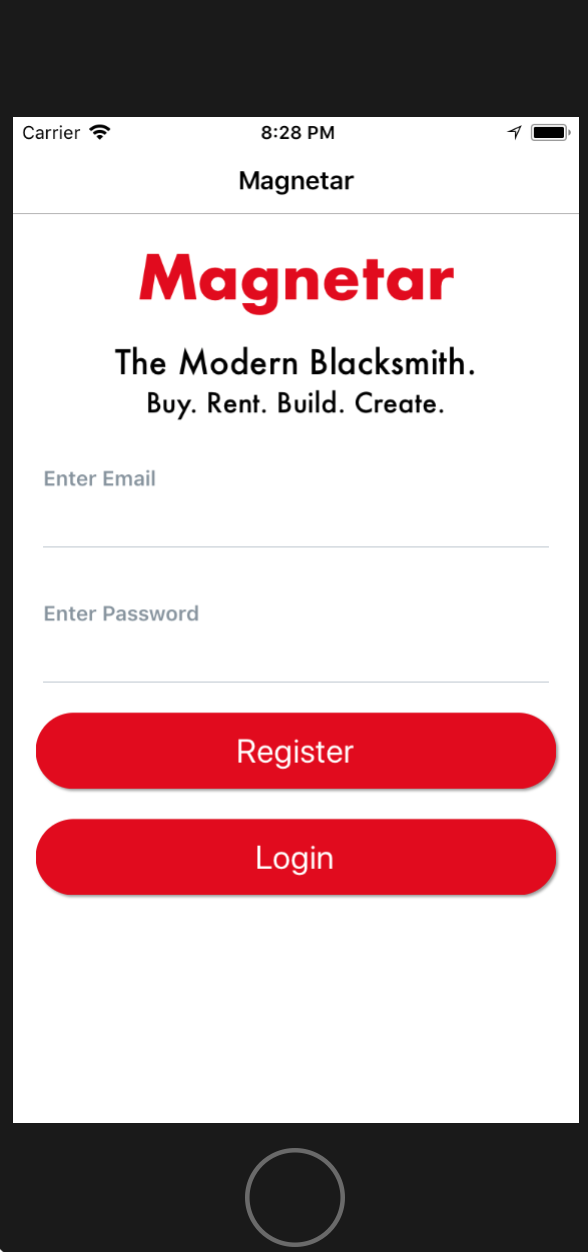 Carrier 8:28 PM
Magnetar
Magnetar
The Modern Blacksmith.
Buy. Rent. Build. Create.
Enter Email
Enter Password
Register
Login